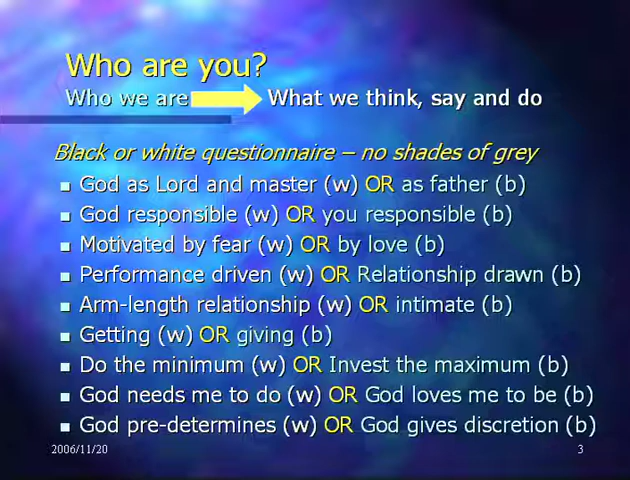 Who are you?
Who we are What we think, say and do
Black or white questionnaire – no shades of grey
God as Lord and master (w) OR as father (b)
God responsible (w) OR you responsible (b)
Motivated by fear (w) OR by love (b)
Performance driven (w) OR Relationship drawn (b)
Arm-length relationship (w) OR intimate (b)
Getting (w) OR giving (b)
Do the minimum (w) OR Invest the maximum (b)
God needs me to do (w) OR God loves me to be (b)
God pre-determines (w) OR God gives discretion (b)
2006/11/20 3